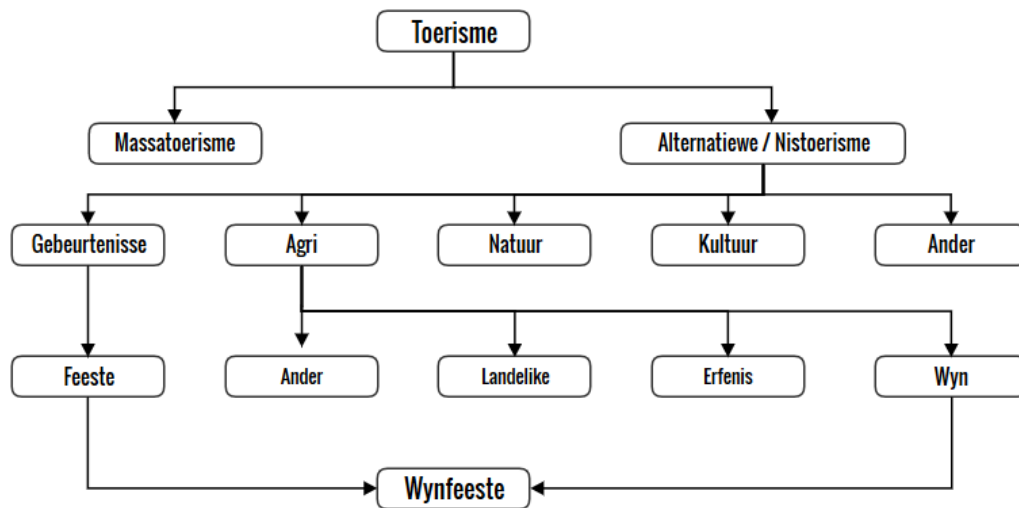 Toerisme
Massatoerisme
Alternatiewe / Nistoerisme
Gebeurtenisse
Agri
Natuur
Kultuur
Ander
Feeste
Ander
Landelike
Erfenis
Wyn
Wynfeeste